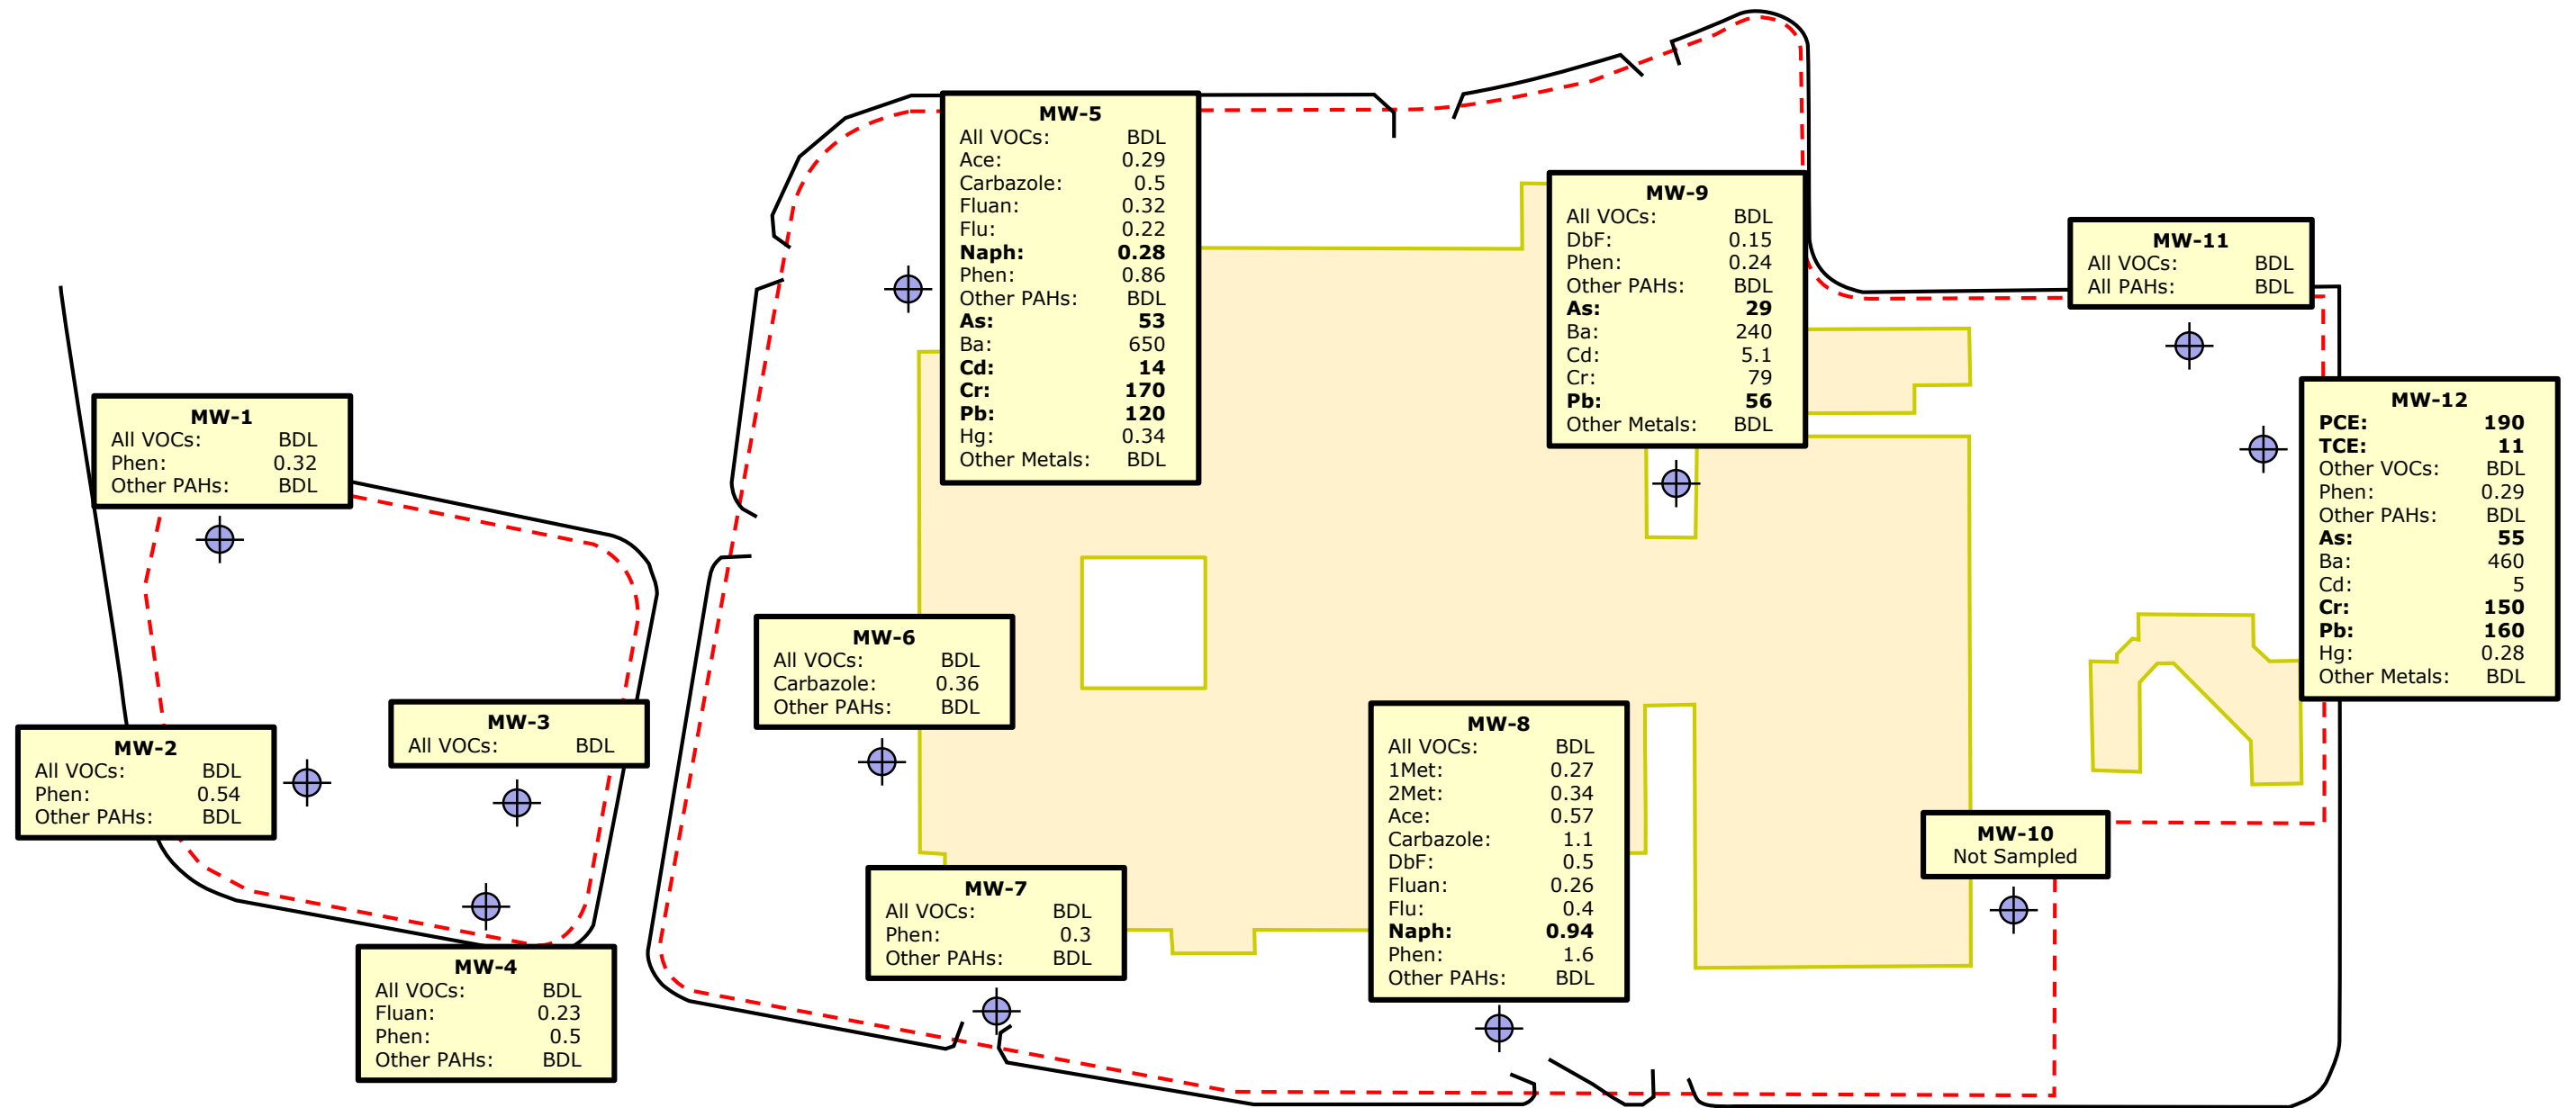 MW-1
All VOCs: BDL
Phen: 0.32
Other PAHs: BDL
MW-2
All VOCs: BDL
Phen: 0.54
Other PAHs: BDL
MW-3
All VOCs: BDL
MW-4
All VOCs: BDL
Fluan: 0.23
Phen: 0.5
Other PAHs: BDL
MW-5
All VOCs: BDL
Ace: 0.29
Carbazole: 0.5
Fluan: 0.32
Flu: 0.22
Naph: 0.28
Phen: 0.86
Other PAHs: BDL
As: 53
Ba: 650
Cd: 14
Cr: 170
Pb: 120
Hg: 0.34
Other Metals: BDL
MW-6
All VOCs: BDL
Carbazole: 0.36
Other PAHs: BDL
MW-7
All VOCs: BDL
Phen: 0.3
Other PAHs: BDL
MW-8
All VOCs: BDL
1Met: 0.27
2Met: 0.34
Ace: 0.57
Carbazole: 1.1
DbF: 0.5
Fluan: 0.26
Flu: 0.4
Naph: 0.94
Phen: 1.6
Other PAHs: BDL
MW-9
All VOCs: BDL
DbF: 0.15
Phen: 0.24
Other PAHs: BDL
As: 29
Ba: 240
Cd: 5.1
Cr: 79
Pb: 56
Other Metals: BDL
MW-10
Not Sampled
MW-11
All VOCs: BDL
All PAHs: BDL
MW-12
PCE: 190
TCE: 11
Other VOCs: BDL
Phen: 0.29
Other PAHs: BDL
As: 55
Ba: 460
Cd: 5
Cr: 150
Pb: 160
Hg: 0.28
Other Metals: BDL